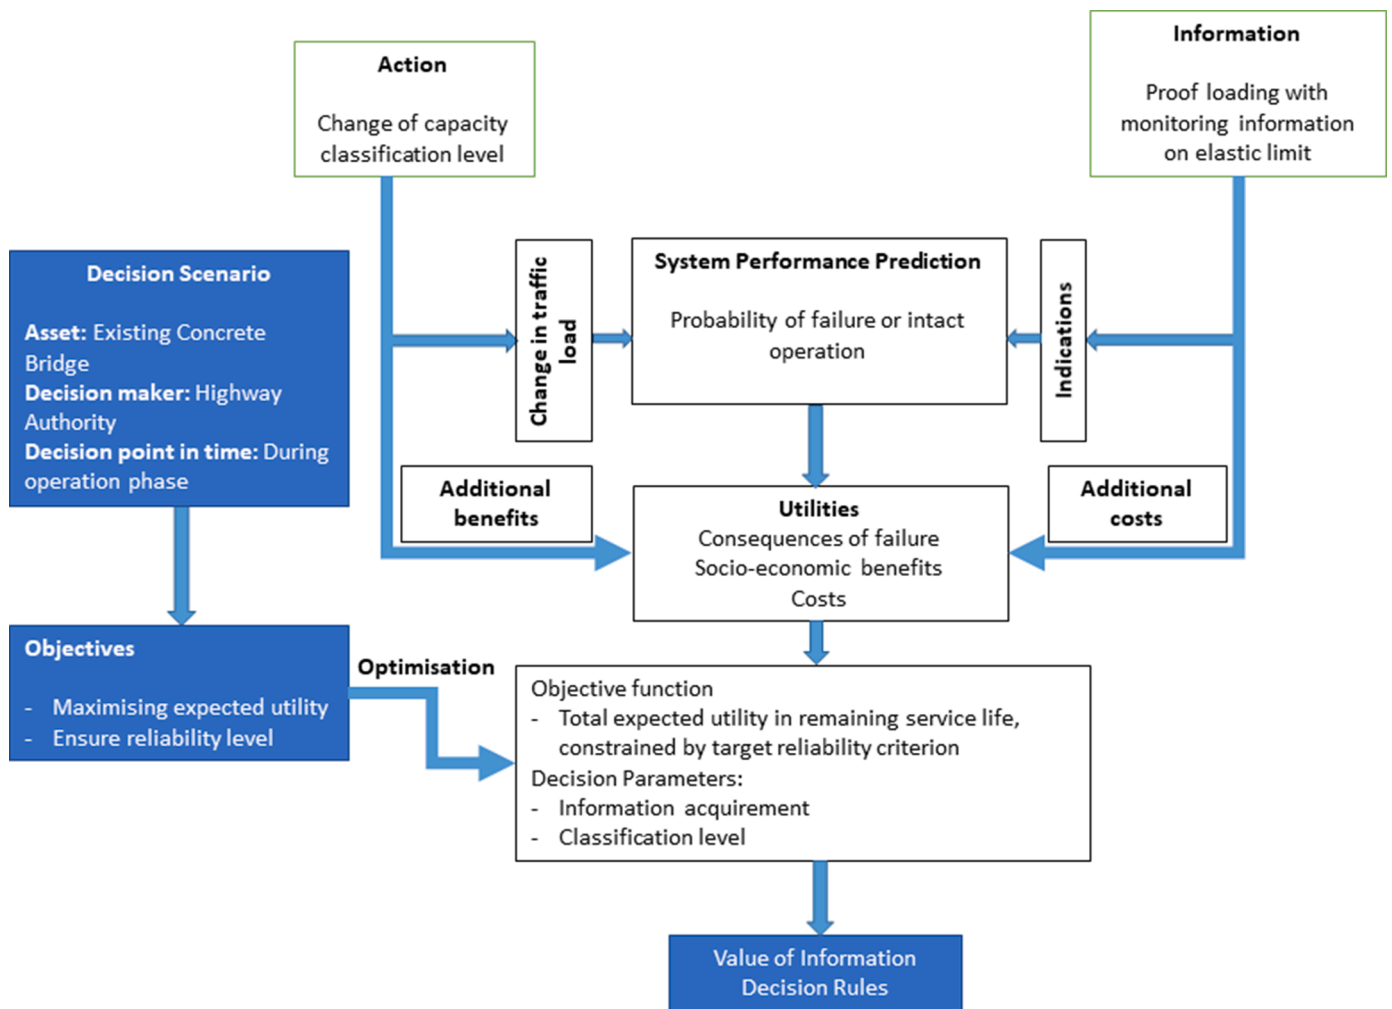 Action
Change of capacity
classification level
Information
Proof loading with
monitoring information
on elastic limit
Decision Scenario
Asset: Existing Concrete
Bridge
Decision maker: Highway
Authority
Decision point in time: During
operation phase
Change in traffic
load
System Performance Prediction
Probability of failure or intact
operation
Indications
Additional
benefits
Utilities
Consequences of failure
Socio-economic benefits
Costs
Additional
costs
Objectives
- Maximising expected utility
- Ensure reliability level
Optimisation
Objective function
- Total expected utility in remaining service life,
constrained by target reliability criterion
Decision Parameters:
- Information acquirement
- Classification level
Value of Information
Decision Rules